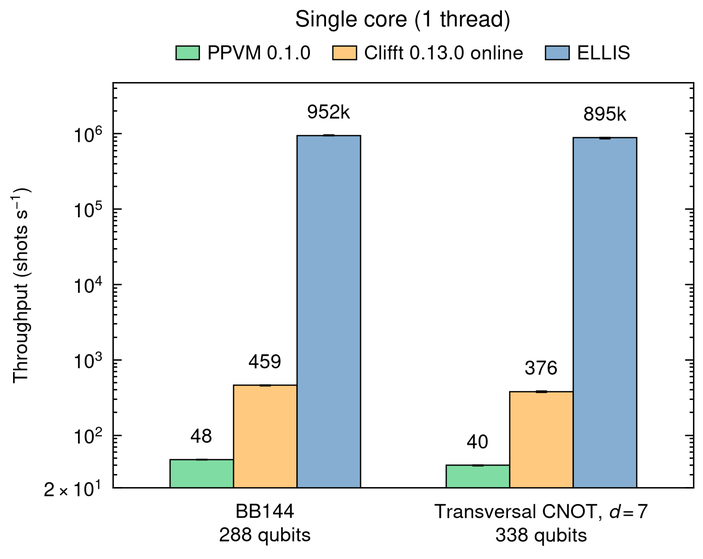 Single core (1 thread)
PPVM 0.1.0 Clifft 0.13.0 online ELLIS
Throughput (shots s⁻¹)
10⁶
10⁵
10⁴
10³
10²
2 × 10¹
48
459
952k
40
376
895k
BB144
288 qubits
Transversal CNOT, d = 7
338 qubits